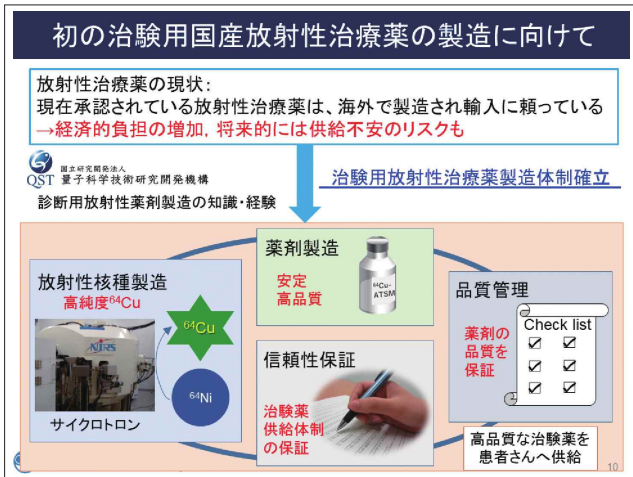 初の治験用国産放射性治療薬の製造に向けて
放射性治療薬の現状：
現在承認されている放射性治療薬は、海外で製造され輸入に頼っている
→経済的負担の増加，将来的には供給不安のリスクも
国立研究開発法人
QST 量子科学技術研究開発機構
治験用放射性治療薬製造体制確立
診断用放射性薬剤製造の知識・経験
放射性核種製造
高純度⁶⁴Cu
NIRS
⁶⁴Cu
⁶⁴Ni
サイクロトロン
薬剤製造
安定
高品質
⁶⁴Cu-
ATSM
信頼性保証
治験薬
供給体制
の保証
品質管理
薬剤の
品質を
保証
Check list
高品質な治験薬を
患者さんへ供給
10